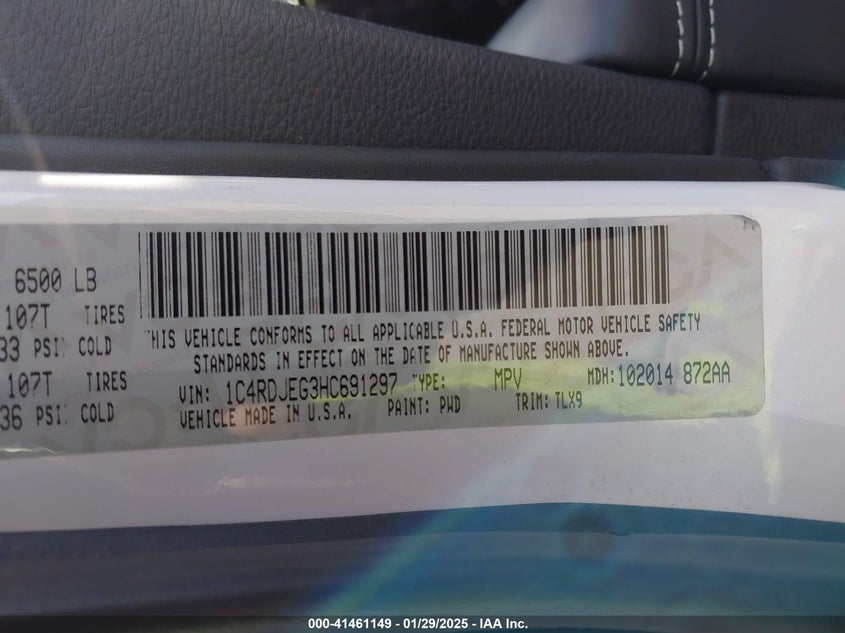 6500 LB
107T TIRES
33 PSI COLD
107T TIRES
36 PSI COLD
THIS VEHICLE CONFORMS TO ALL APPLICABLE U.S.A. FEDERAL MOTOR VEHICLE SAFETY
STANDARDS IN EFFECT ON THE DATE OF MANUFACTURE SHOWN ABOVE.
VIN: 1C4RDJEG3HC691297 TYPE: MPV MDH: 102014 872AA
VEHICLE MADE IN U.S.A. PAINT: PWD TRIM: TLX9
000-41461149 - 01/29/2025 - IAA Inc.